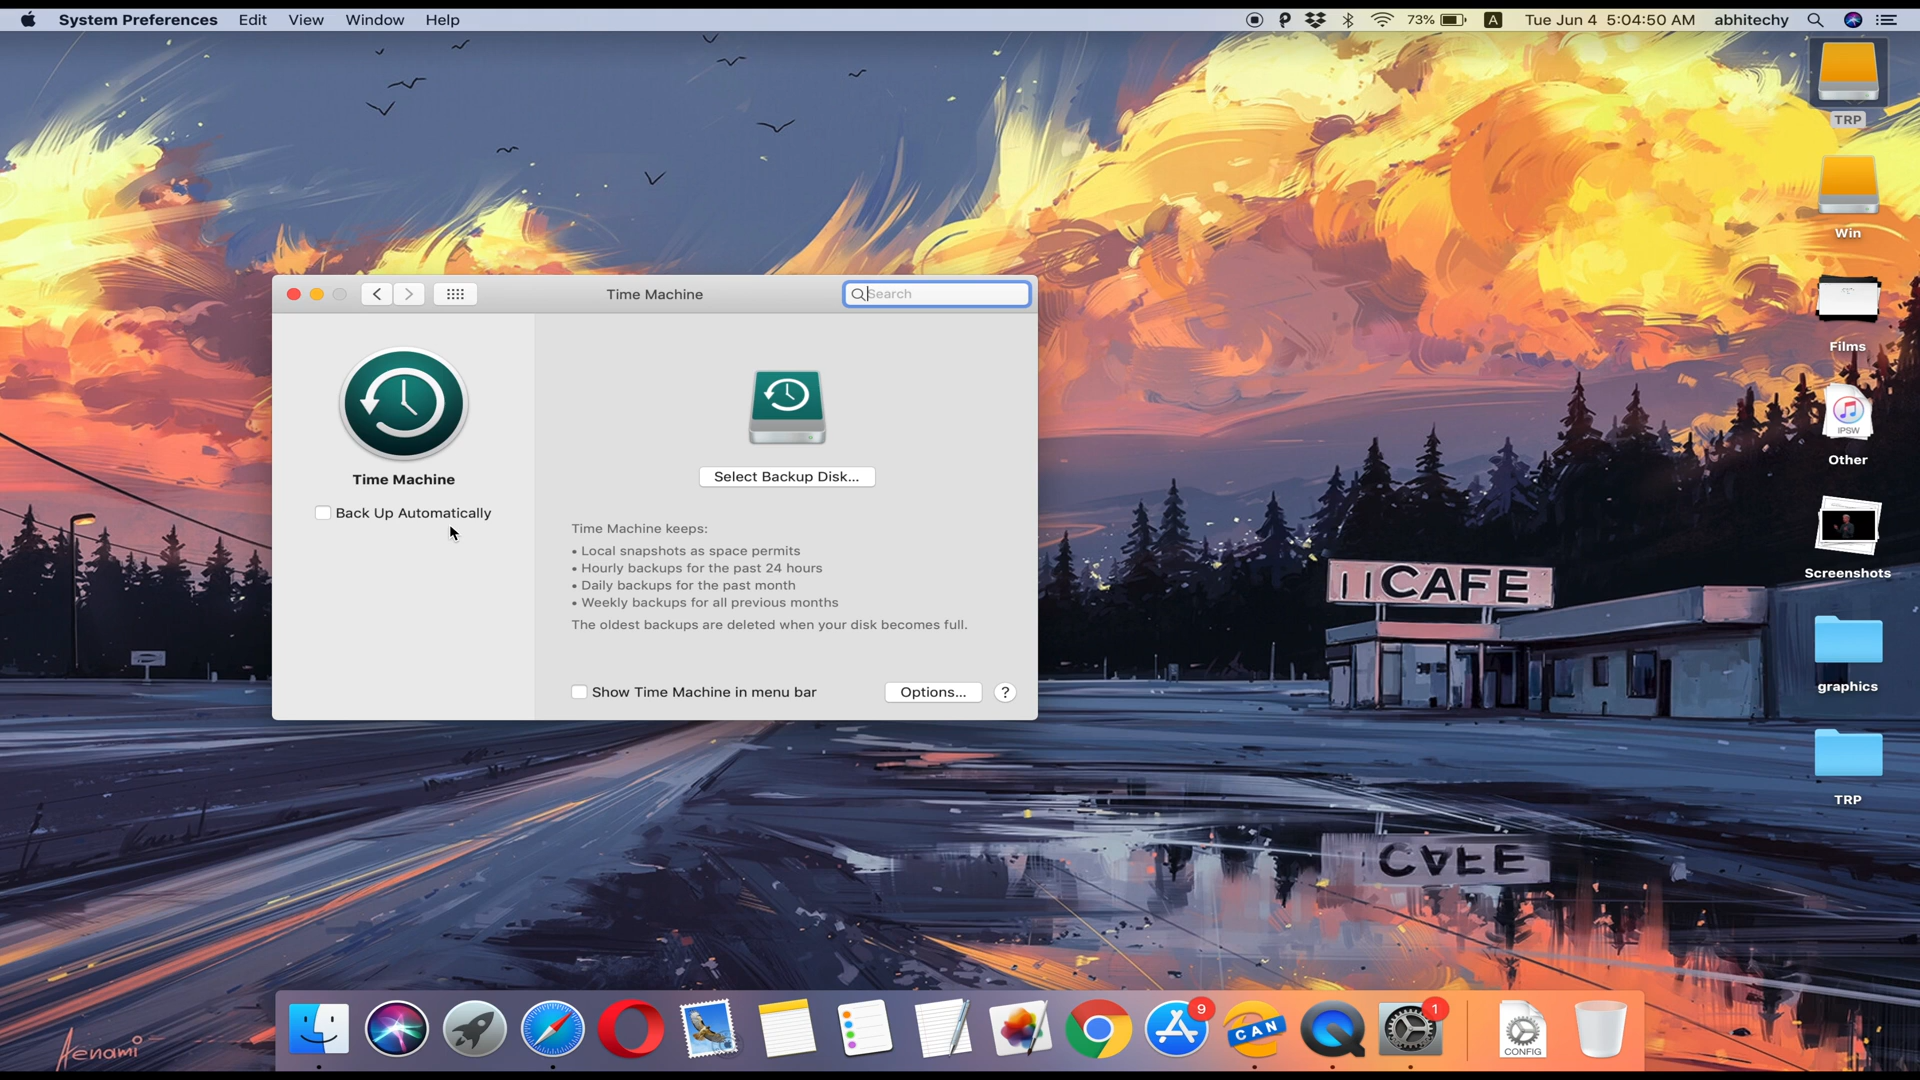 System Preferences Edit View Window Help
73% A Tue Jun 4 5:04:50 AM abhitechy
TRP
Win
Films
IPSW
Other
Screenshots
graphics
TRP
Time Machine
Search
Time Machine
Back Up Automatically
Select Backup Disk...
Time Machine keeps:
• Local snapshots as space permits
• Hourly backups for the past 24 hours
• Daily backups for the past month
• Weekly backups for all previous months
The oldest backups are deleted when your disk becomes full.
Show Time Machine in menu bar
Options...
?
CAFE
CAFE
Aenami
9
CAN
1
CONFIG